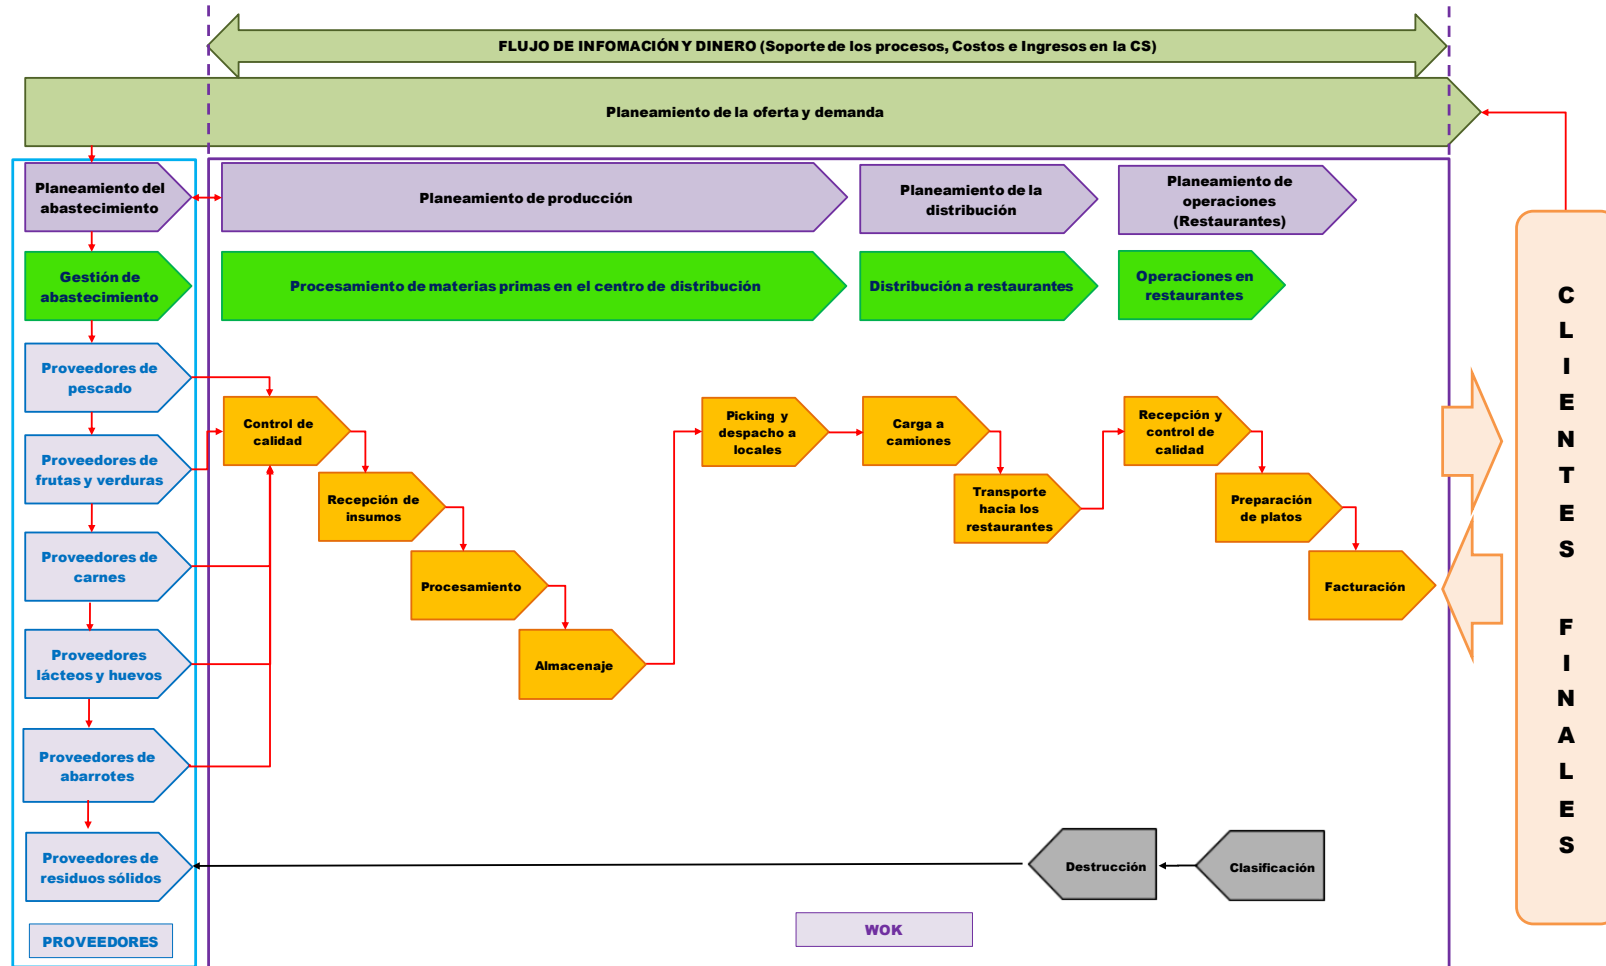 FLUJO DE INFOMACIÓN Y DINERO (Soporte de los procesos, Costos e Ingresos en la CS)
Planeamiento de la oferta y demanda
Planeamiento del
abastecimiento
Planeamiento de producción
Planeamiento de la
distribución
Planeamiento de
operaciones
(Restaurantes)
Gestión de
abastecimiento
Procesamiento de materias primas en el centro de distribución
Distribución a restaurantes
Operaciones en
restaurantes
Proveedores de
pescado
Proveedores de
frutas y verduras
Proveedores de
carnes
Proveedores
lácteos y huevos
Proveedores de
abarrotes
Proveedores de
residuos sólidos
Control de
calidad
Recepción de
insumos
Procesamiento
Almacenaje
Picking y
despacho a
locales
Carga a
camiones
Transporte
hacia los
restaurantes
Recepción y
control de
calidad
Preparación
de platos
Facturación
Destrucción
Clasificación
PROVEEDORES
WOK
C
L
I
E
N
T
E
S
F
I
N
A
L
E
S